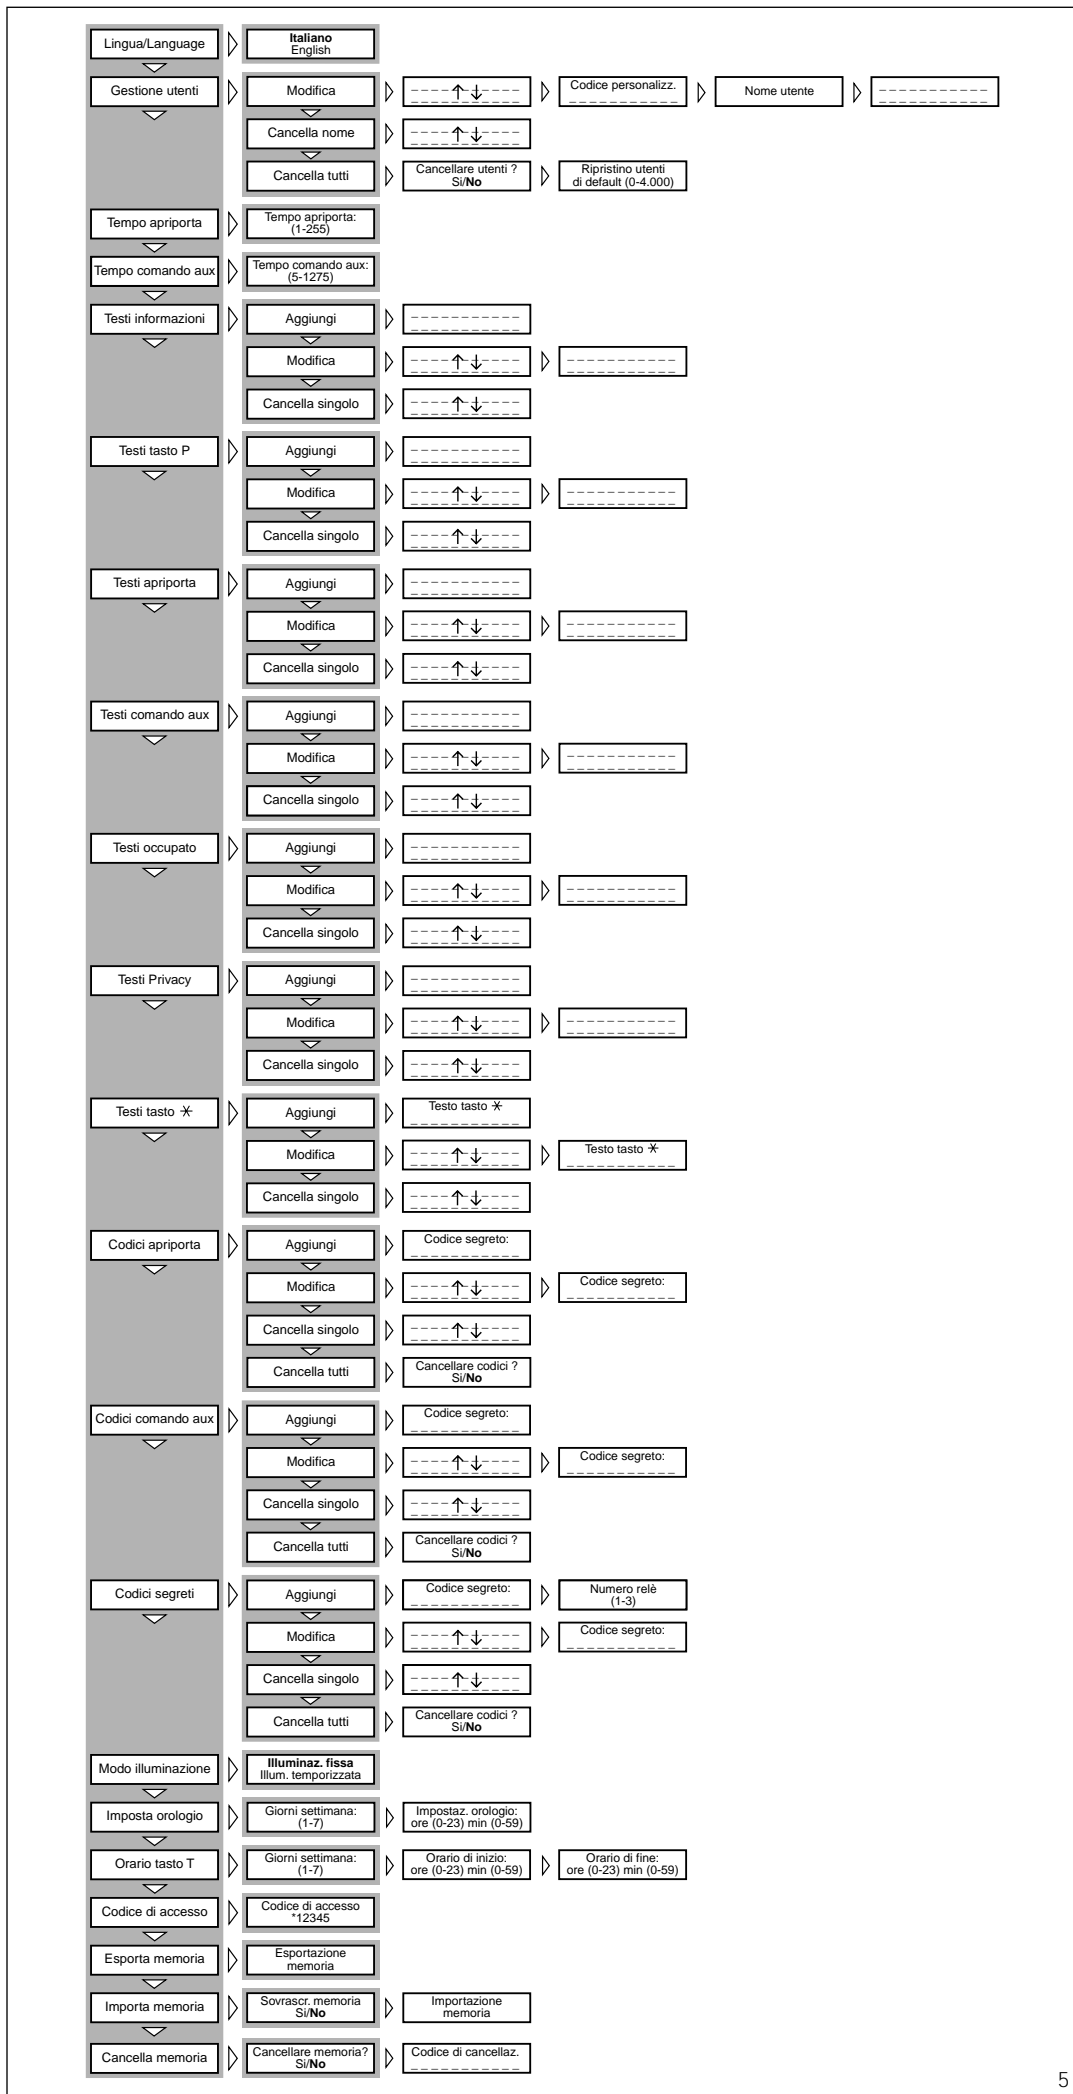 Lingua/Language
Italiano
English
Gestione utenti
Modifica
Codice personalizz.
Nome utente
Cancella nome
Cancella tutti
Cancellare utenti ?
Si/No
Ripristino utenti
di default (0-4.000)
Tempo apriporta
Tempo apriporta:
(1-255)
Tempo comando aux
Tempo comando aux:
(5-1275)
Testi informazioni
Aggiungi
Modifica
Cancella singolo
Testi tasto P
Aggiungi
Modifica
Cancella singolo
Testi apriporta
Aggiungi
Modifica
Cancella singolo
Testi comando aux
Aggiungi
Modifica
Cancella singolo
Testi occupato
Aggiungi
Modifica
Cancella singolo
Testi Privacy
Aggiungi
Modifica
Cancella singolo
Testi tasto *
Aggiungi
Testo tasto *
Modifica
Testo tasto *
Cancella singolo
Codici apriporta
Aggiungi
Codice segreto:
Modifica
Codice segreto:
Cancella singolo
Cancella tutti
Cancellare codici ?
Si/No
Codici comando aux
Aggiungi
Codice segreto:
Modifica
Codice segreto:
Cancella singolo
Cancella tutti
Cancellare codici ?
Si/No
Codici segreti
Aggiungi
Codice segreto:
Numero relè
(1-3)
Modifica
Codice segreto:
Cancella singolo
Cancella tutti
Cancellare codici ?
Si/No
Modo illuminazione
Illuminaz. fissa
Illum. temporizzata
Imposta orologio
Giorni settimana:
(1-7)
Impostaz. orologio:
ore (0-23) min (0-59)
Orario tasto T
Giorni settimana:
(1-7)
Orario di inizio:
ore (0-23) min (0-59)
Orario di fine:
ore (0-23) min (0-59)
Codice di accesso
Codice di accesso
*12345
Esporta memoria
Esportazione
memoria
Importa memoria
Sovrascr. memoria
Si/No
Importazione
memoria
Cancella memoria
Cancellare memoria?
Si/No
Codice di cancellaz.
5